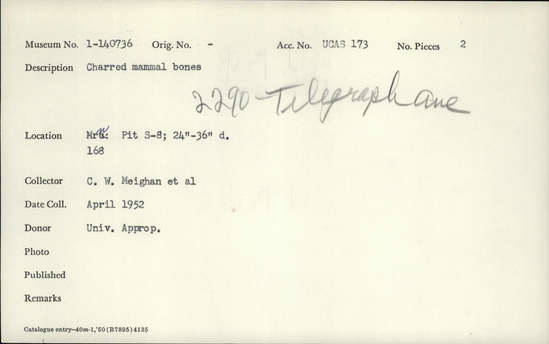 Museum No. 1-140736 Orig. No. - Acc. No. UCAS 173 No. Pieces 2
Description Charred mammal bones
2290 Telegraph Ave
Location Pit S-8; 24"-36" d.
168
Collector C. W. Meighan et al
Date Coll. April 1952
Donor Univ. Approp.
Photo
Published
Remarks
Catalogue entry—40m-1,'50(B7895)4125